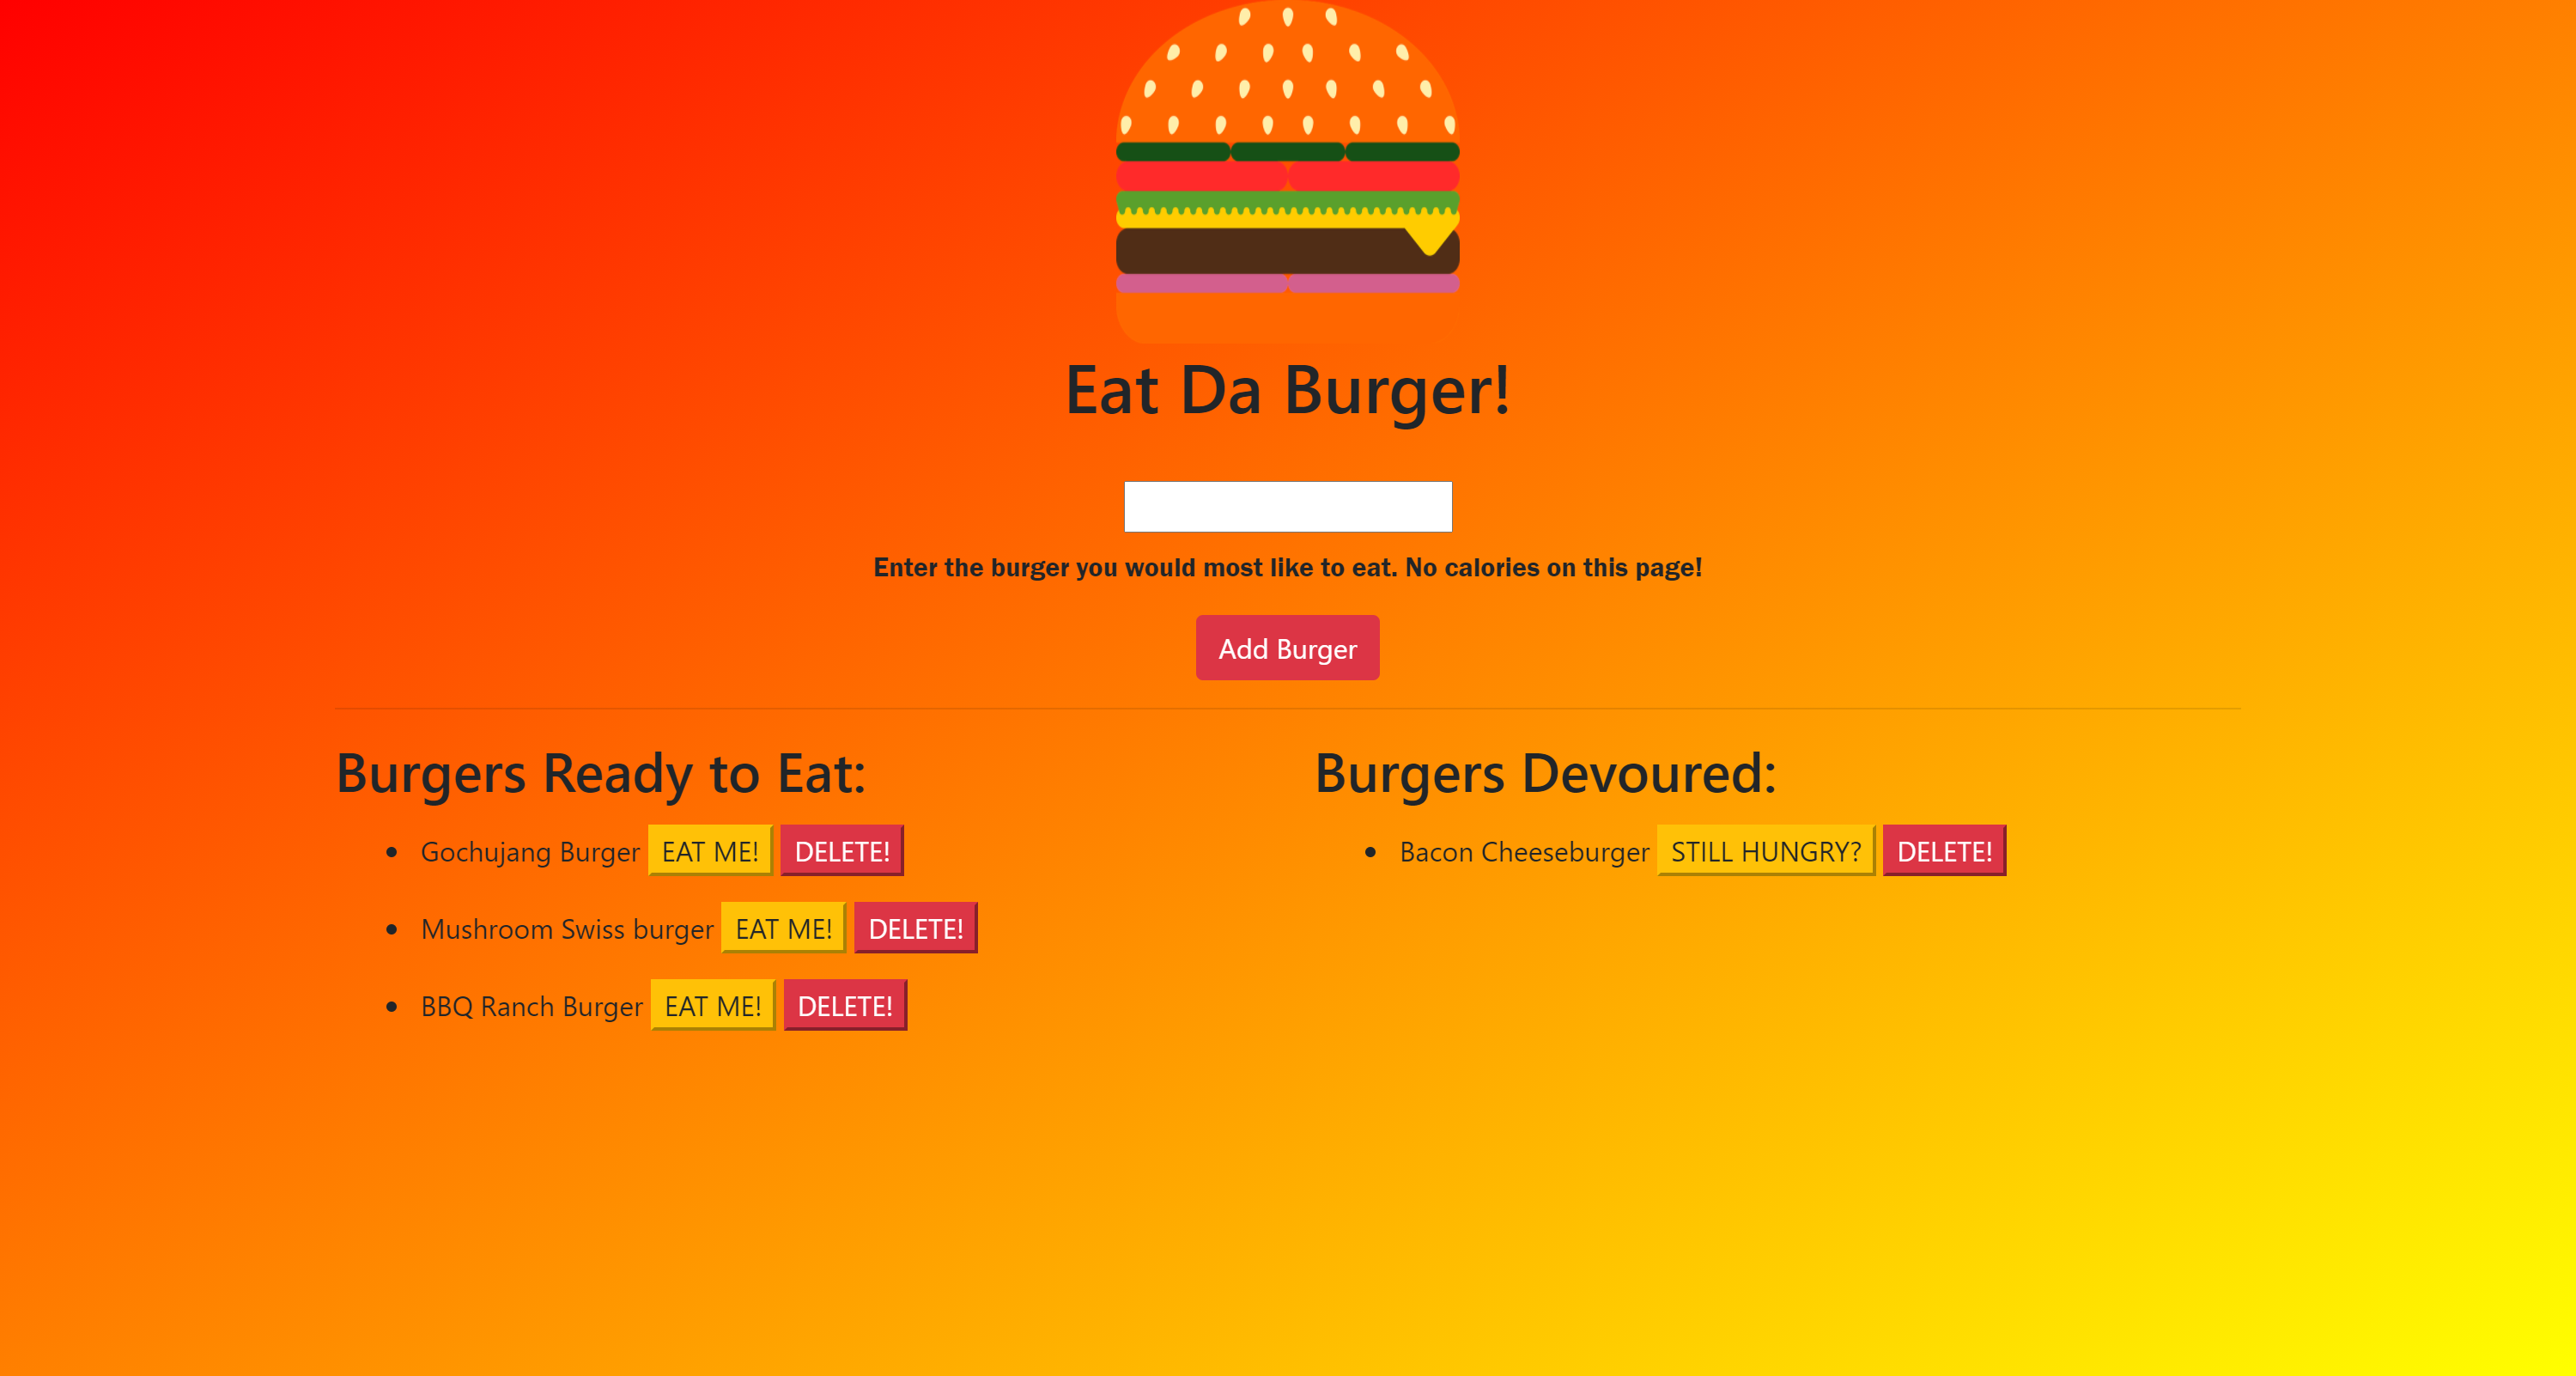 Eat Da Burger!
Enter the burger you would most like to eat. No calories on this page!
Add Burger
Burgers Ready to Eat:
Gochujang Burger EAT ME! DELETE!
Mushroom Swiss burger EAT ME! DELETE!
BBQ Ranch Burger EAT ME! DELETE!
Burgers Devoured:
Bacon Cheeseburger STILL HUNGRY? DELETE!